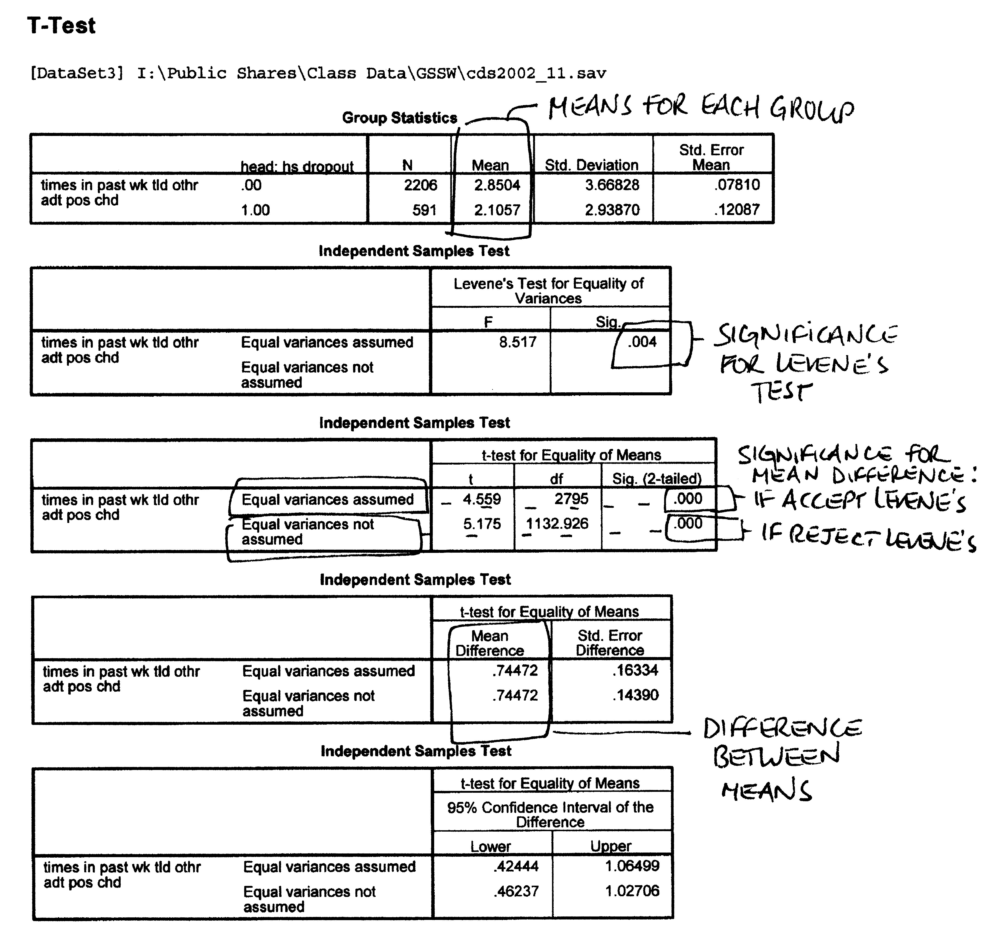 T-Test
[DataSet3] I:\Public Shares\Class Data\GSSW\cds2002_11.sav
MEANS FOR EACH GROUP
Group Statistics
head: hs dropout N Mean Std. Deviation Std. Error Mean
times in past wk tld othr adt pos chd .00 2206 2.8504 3.66828 .07810
1.00 591 2.1057 2.93870 .12087
Independent Samples Test
Levene's Test for Equality of
Variances
F Sig.
times in past wk tld othr Equal variances assumed 8.517 .004
adt pos chd
Equal variances not
assumed
SIGNIFICANCE
FOR LEVENE'S
TEST
Independent Samples Test
t-test for Equality of Means
t df Sig. (2-tailed)
times in past wk tld othr Equal variances assumed 4.559 2795 .000
adt pos chd
Equal variances not 5.175 1132.926 .000
assumed
SIGNIFICANCE FOR
MEAN DIFFERENCE:
IF ACCEPT LEVENE'S
IF REJECT LEVENE'S
Independent Samples Test
t-test for Equality of Means
Mean Std. Error
Difference Difference
times in past wk tld othr Equal variances assumed .74472 .16334
adt pos chd
Equal variances not .74472 .14390
assumed
DIFFERENCE
BETWEEN
MEANS
Independent Samples Test
t-test for Equality of Means
95% Confidence Interval of the
Difference
Lower Upper
times in past wk tld othr Equal variances assumed .42444 1.06499
adt pos chd
Equal variances not .46237 1.02706
assumed